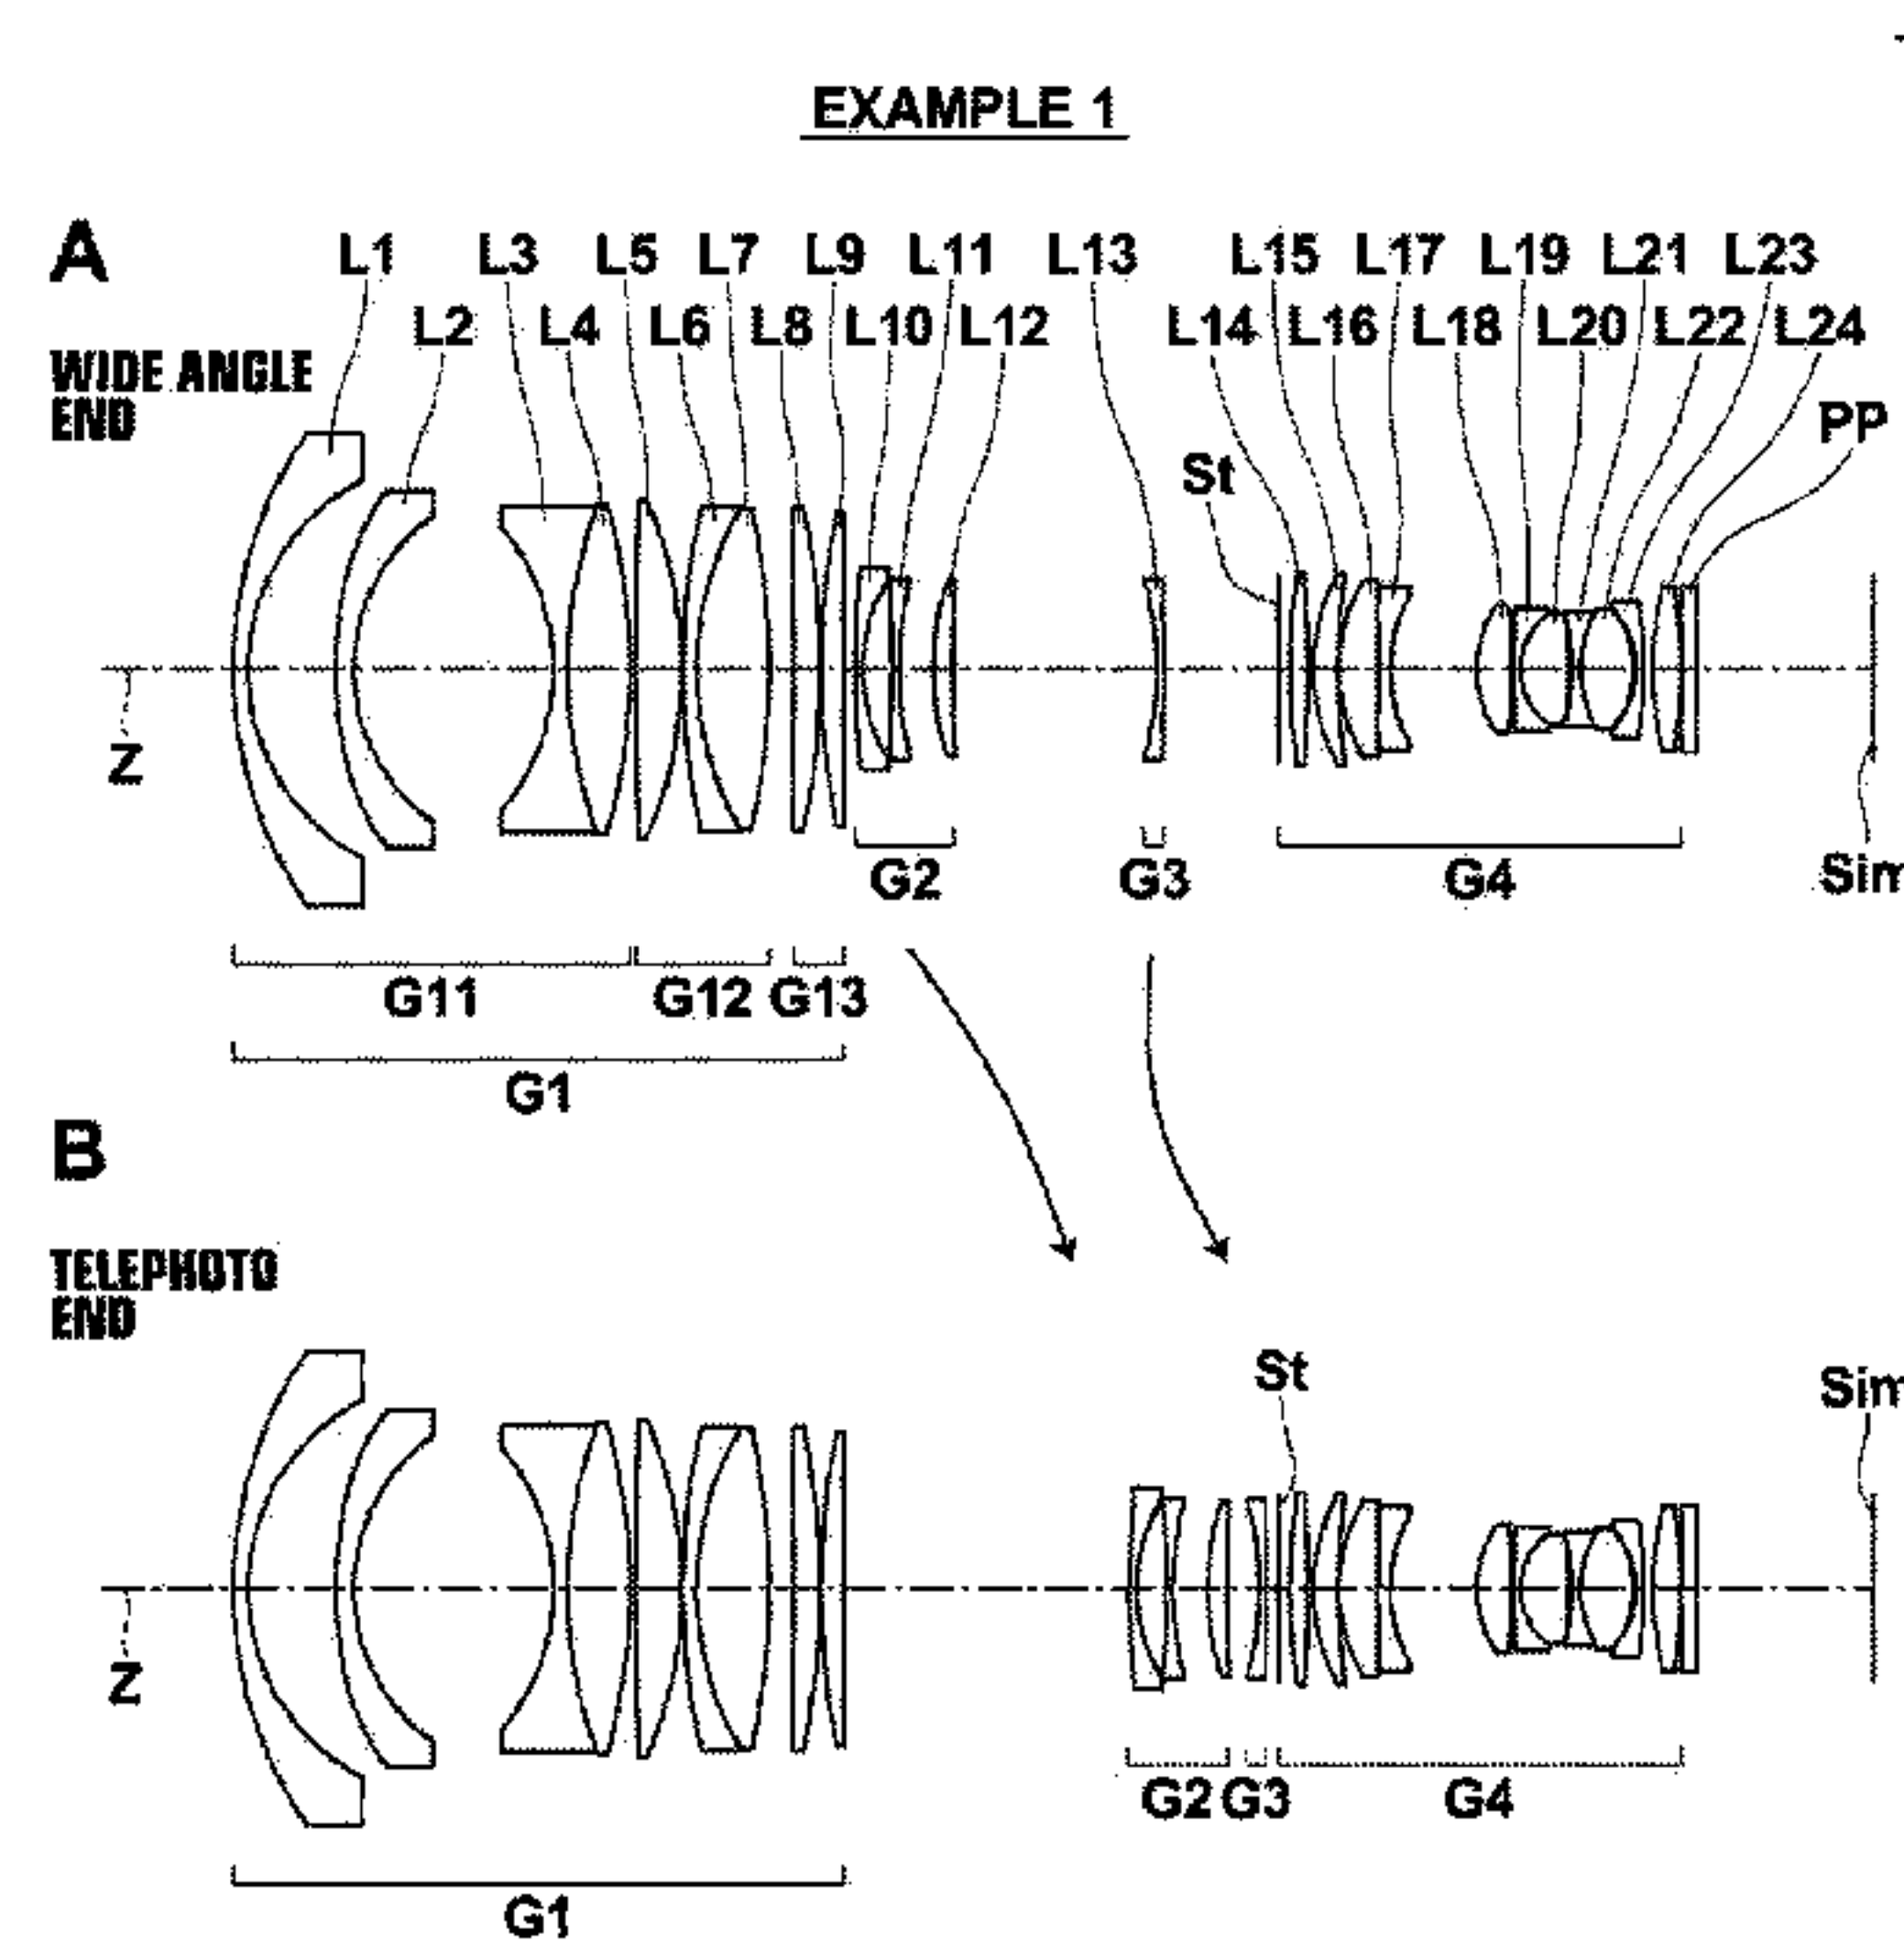 EXAMPLE 1
A
L1 L3 L5 L7 L9 L11 L13 L15 L17 L19 L21 L23
L2 L4 L6 L8 L10 L12 L14 L16 L18 L20 L22 L24
WIDE ANGLE
END
PP
St
Z
G2 G3 G4 Sim
G11 G12 G13
G1
B
TELEPHOTO
END
St Sim
Z
G2 G3 G4
G1